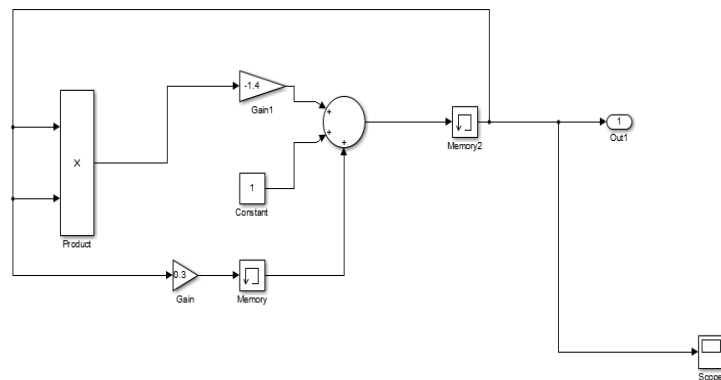 -1.4
Gain1
+
+
+
Memory2
1
Out1
X
Product
1
Constant
0.3
Gain
Memory
Scope